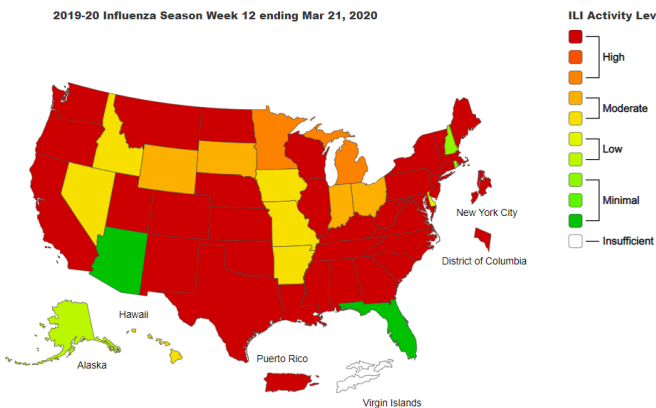 2019-20 Influenza Season Week 12 ending Mar 21, 2020
ILI Activity Lev
High
Moderate
Low
Minimal
Insufficient
New York City
District of Columbia
Hawaii
Alaska
Puerto Rico
Virgin Islands